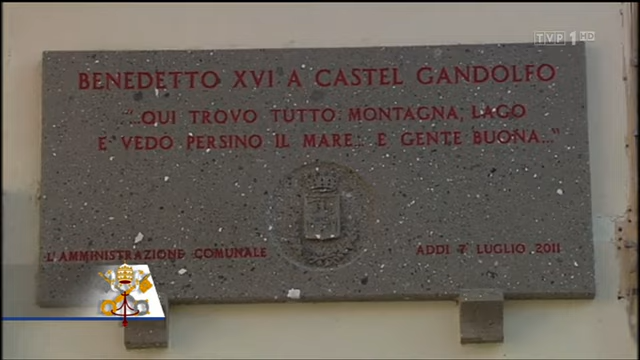 TVP1 HD
BENEDETTO XVI A CASTEL GANDOLFO
"...QUI TROVO TUTTO: MONTAGNA, LAGO
E VEDO PERSINO IL MARE... E GENTE BUONA..."
L'AMMINISTRAZIONE COMUNALE
ADDI 7 LUGLIO 2011